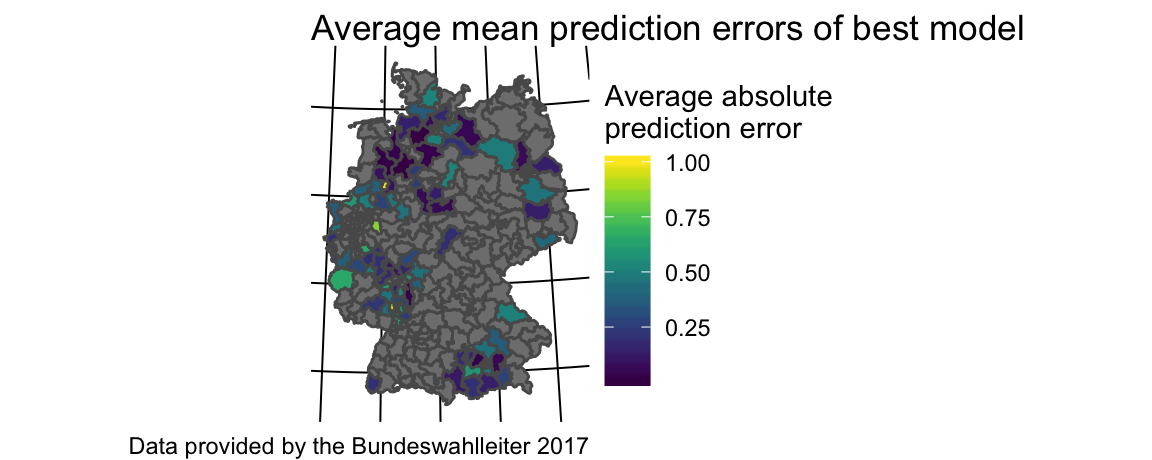 Average mean prediction errors of best model
Average absolute
prediction error
1.00
0.75
0.50
0.25
Data provided by the Bundeswahlleiter 2017